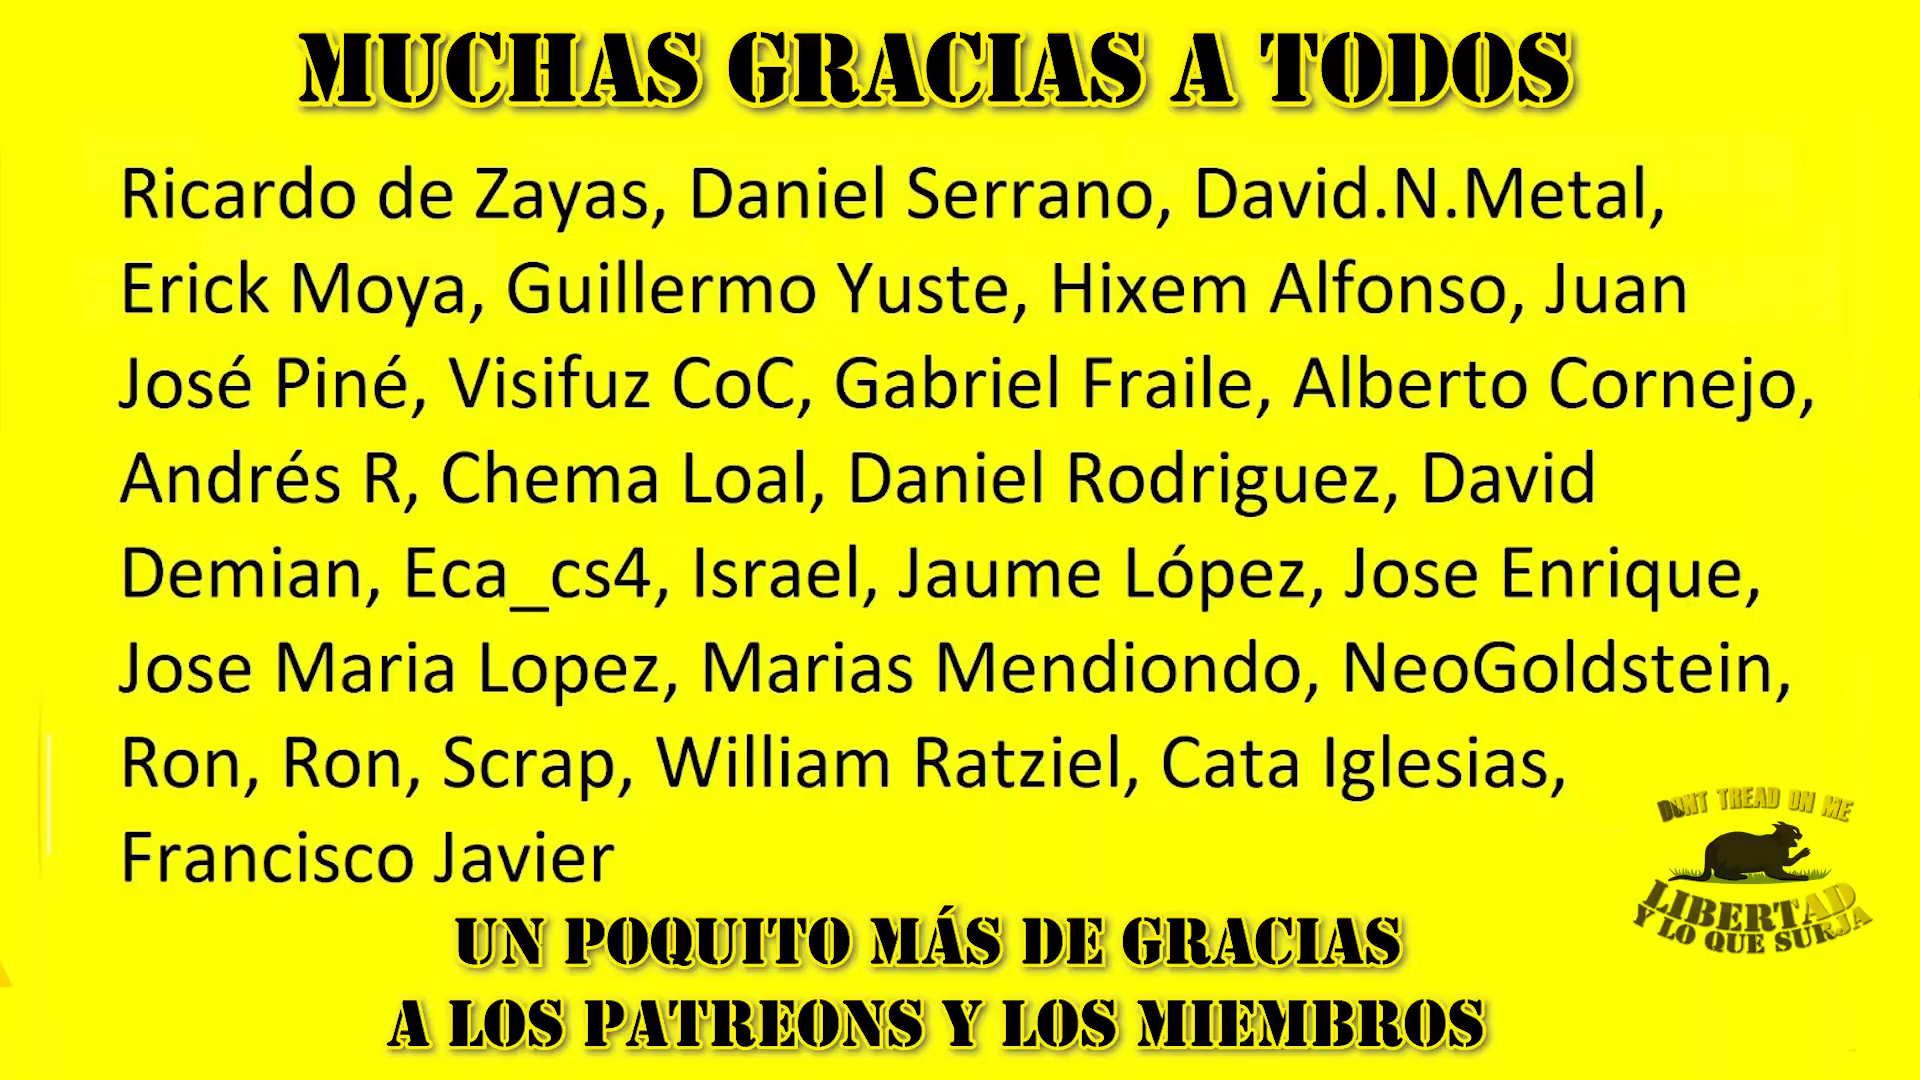 MUCHAS GRACIAS A TODOS
Ricardo de Zayas, Daniel Serrano, David.N.Metal,
Erick Moya, Guillermo Yuste, Hixem Alfonso, Juan
José Piné, Visifuz CoC, Gabriel Fraile, Alberto Cornejo,
Andrés R, Chema Loal, Daniel Rodriguez, David
Demian, Eca_cs4, Israel, Jaume López, Jose Enrique,
Jose Maria Lopez, Marias Mendiondo, NeoGoldstein,
Ron, Ron, Scrap, William Ratziel, Cata Iglesias,
Francisco Javier
DONT TREAD ON ME
LIBERTAD
Y LO QUE SURJA
UN POQUITO MÁS DE GRACIAS
A LOS PATREONS Y LOS MIEMBROS